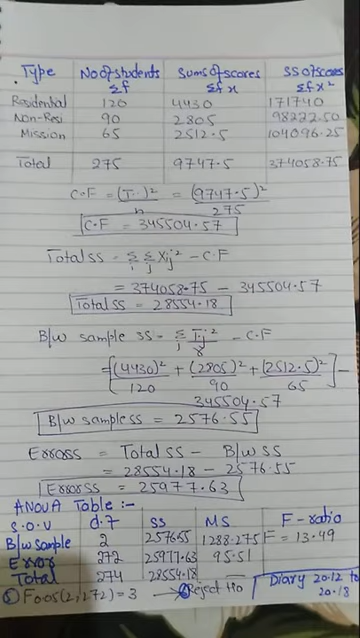 Type No of students Sums of scores SS of scores
Σf Σfx Σfx²
Residential 120 4430 171740
Non-Resi 90 2805 98222.50
Mission 65 2512.5 104096.25
Total 275 9747.5 374058.75
C.F = (T..)² / n = (9747.5)² / 275
C.F = 345504.57
Total SS = Σ Σ Xij² - C.F
i j
= 374058.75 - 345504.57
Total SS = 28554.18
B/w sample SS = Σ T.j² / r - C.F
= [(4430)² / 120 + (2805)² / 90 + (2512.5)² / 65] -
345504.57
B/w sample SS = 2576.55
Error SS = Total SS - B/w SS
= 28554.18 - 2576.55
Error SS = 25977.63
ANOVA Table :-
S.O.V d.f SS MS F-ratio
B/w sample 2 2576.55 1288.275 F = 13.49
Error 272 25977.63 95.51
Total 274 28554.18
F0.05(2,272) = 3 → Reject Ho
Diary 20.12 to
20.18